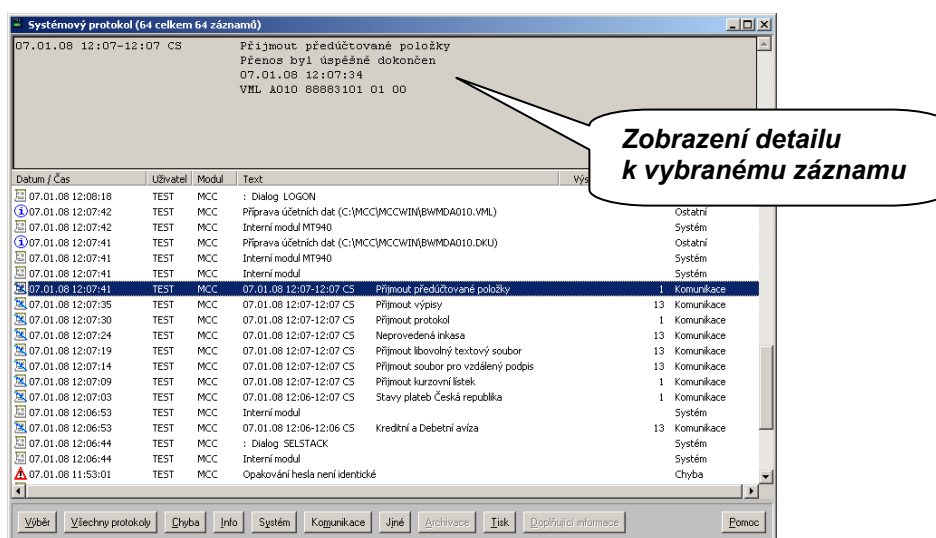 Systémový protokol (64 celkem 64 záznamů)
07.01.08 12:07-12:07 CS Přijmout předúčtované položky
Přenos byl úspěšně dokončen
07.01.08 12:07:34
VML A010 88883101 01 00
Zobrazení detailu
k vybranému záznamu
Datum / Čas Uživatel Modul Text Výs
07.01.08 12:08:18 TEST MCC : Dialog LOGON
07.01.08 12:07:42 TEST MCC Příprava účetních dat (C:\MCC\MCCWIN\BWMDA010.VML) Ostatní
07.01.08 12:07:42 TEST MCC Interní modul MT940 Systém
07.01.08 12:07:41 TEST MCC Příprava účetních dat (C:\MCC\MCCWIN\BWMDA010.DKU) Ostatní
07.01.08 12:07:41 TEST MCC Interní modul MT940 Systém
07.01.08 12:07:41 TEST MCC Interní modul Systém
07.01.08 12:07:41 TEST MCC 07.01.08 12:07-12:07 CS Přijmout předúčtované položky 1 Komunikace
07.01.08 12:07:35 TEST MCC 07.01.08 12:07-12:07 CS Přijmout výpisy 13 Komunikace
07.01.08 12:07:30 TEST MCC 07.01.08 12:07-12:07 CS Přijmout protokol 1 Komunikace
07.01.08 12:07:24 TEST MCC 07.01.08 12:07-12:07 CS Neprovedená inkasa 13 Komunikace
07.01.08 12:07:19 TEST MCC 07.01.08 12:07-12:07 CS Přijmout libovolný textový soubor 13 Komunikace
07.01.08 12:07:14 TEST MCC 07.01.08 12:07-12:07 CS Přijmout soubor pro vzdálený podpis 13 Komunikace
07.01.08 12:07:09 TEST MCC 07.01.08 12:07-12:07 CS Přijmout kurzovní lístek 1 Komunikace
07.01.08 12:07:03 TEST MCC 07.01.08 12:06-12:07 CS Stavy plateb Česká republika 1 Komunikace
07.01.08 12:06:53 TEST MCC Interní modul Systém
07.01.08 12:06:53 TEST MCC 07.01.08 12:06-12:06 CS Kreditní a Debetní avíza 13 Komunikace
07.01.08 12:06:44 TEST MCC : Dialog SELSTACK Systém
07.01.08 12:06:44 TEST MCC Interní modul Systém
07.01.08 11:53:01 TEST MCC Opakování hesla není identické Chyba
Výběr Všechny protokoly Chyba Info Systém Komunikace Jiné Archivace Tisk Doplňující informace Pomoc